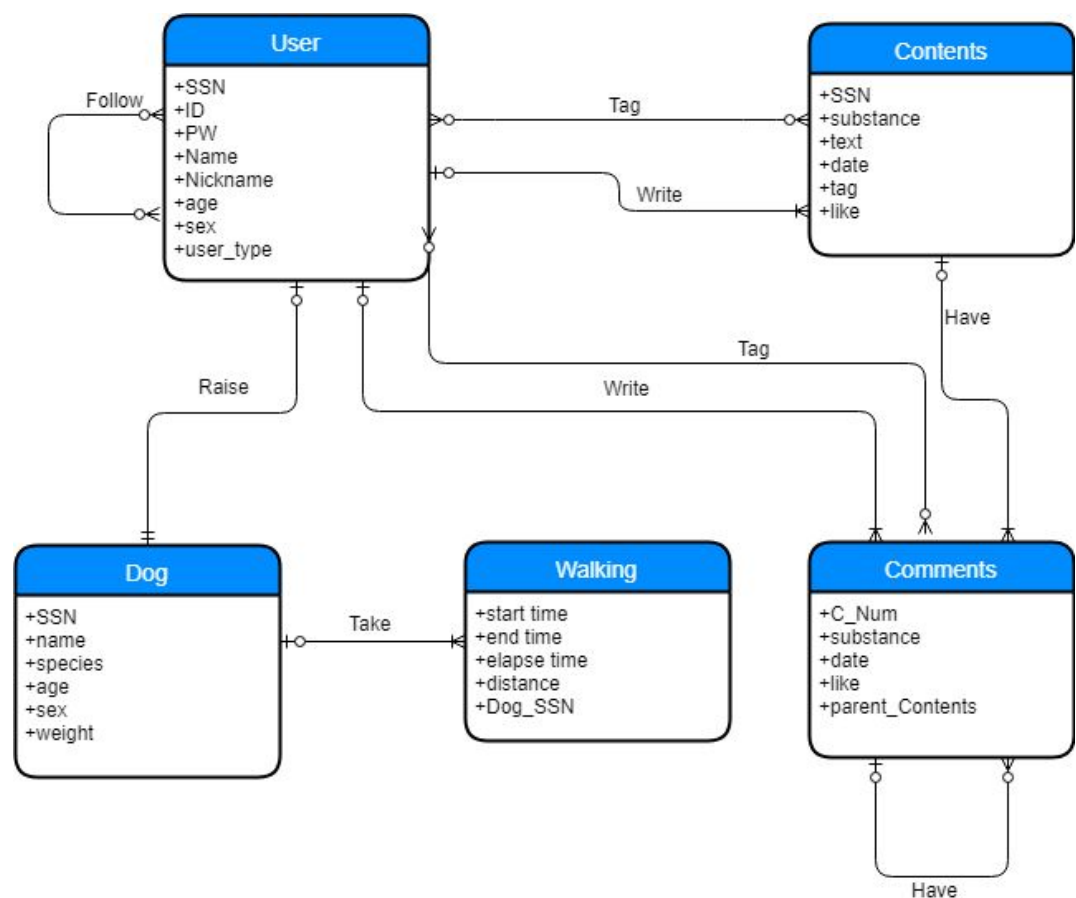 User
+SSN
+ID
+PW
+Name
+Nickname
+age
+sex
+user_type
Follow
Tag
Write
Contents
+SSN
+substance
+text
+date
+tag
+like
Have
Tag
Write
Raise
Dog
+SSN
+name
+species
+age
+sex
+weight
Take
Walking
+start time
+end time
+elapse time
+distance
+Dog_SSN
Comments
+C_Num
+substance
+date
+like
+parent_Contents
Have